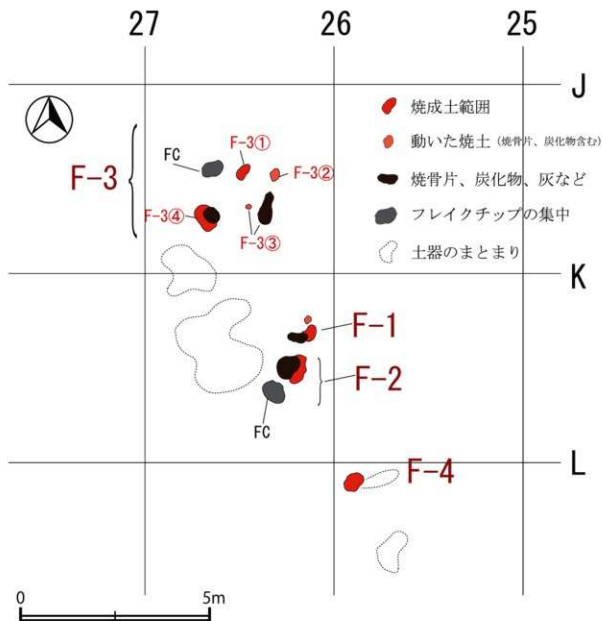 27 26 25
J
焼成土範囲
F-3①
動いた焼土 (焼骨片、炭化物含む)
FC
F-3②
F-3
焼骨片、炭化物、灰など
F-3④
フレイクチップの集中
F-3③
土器のまとまり
K
F-1
F-2
FC
L
F-4
0 5m